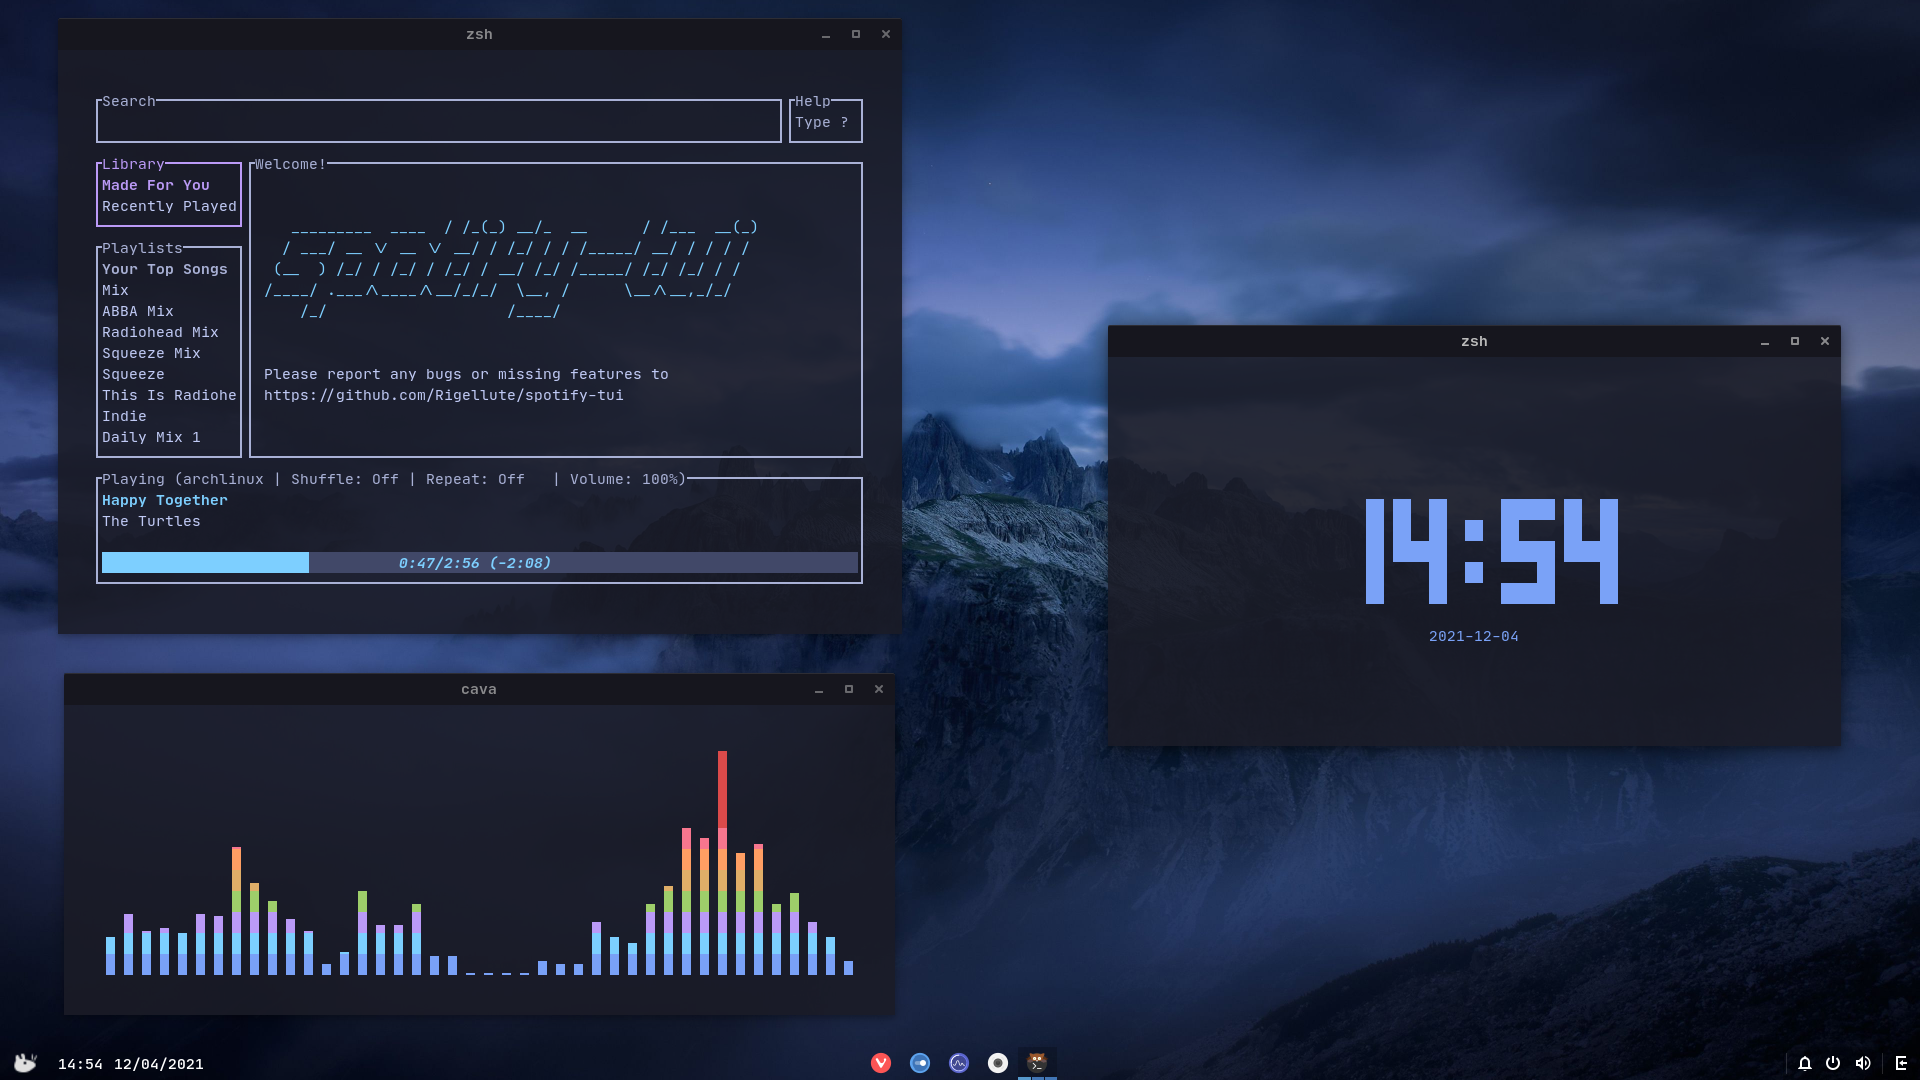 zsh
Search
Help
Type ?
Library
Made For You
Recently Played
Welcome!
Playlists
Your Top Songs
Mix
ABBA Mix
Radiohead Mix
Squeeze Mix
Squeeze
This Is Radiohe
Indie
Daily Mix 1
spotify-tui
Please report any bugs or missing features to
https://github.com/Rigellute/spotify-tui
Playing (archlinux | Shuffle: Off | Repeat: Off   | Volume: 100%)
Happy Together
The Turtles
0:47/2:56 (-2:08)
zsh
14:54
2021-12-04
cava
14:54 12/04/2021